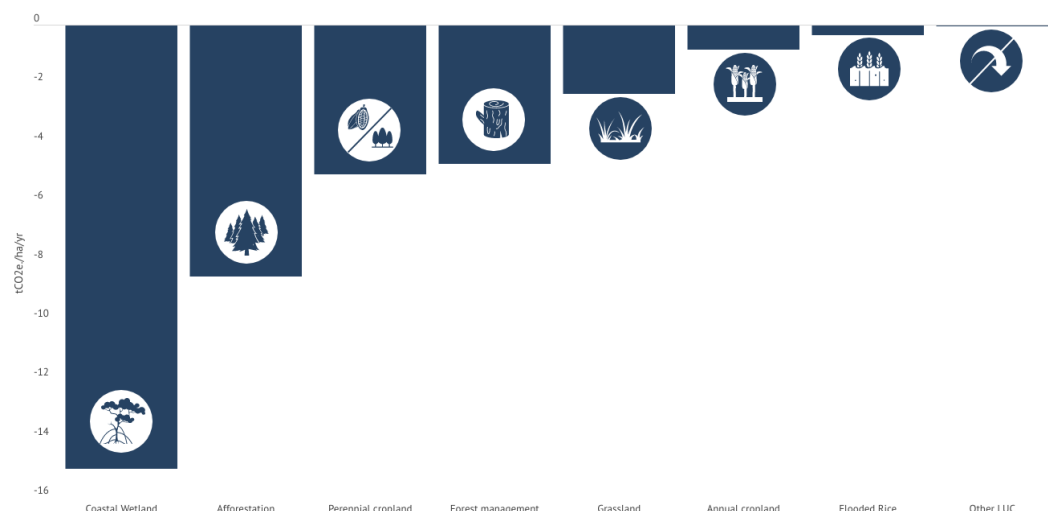 0
-2
-4
-6
-8
-10
-12
-14
-16
tCO2e./ha/yr
Coastal Wetland
Afforestation
Perennial cropland
Forest management
Grassland
Annual cropland
Flooded Rice
Other LUC